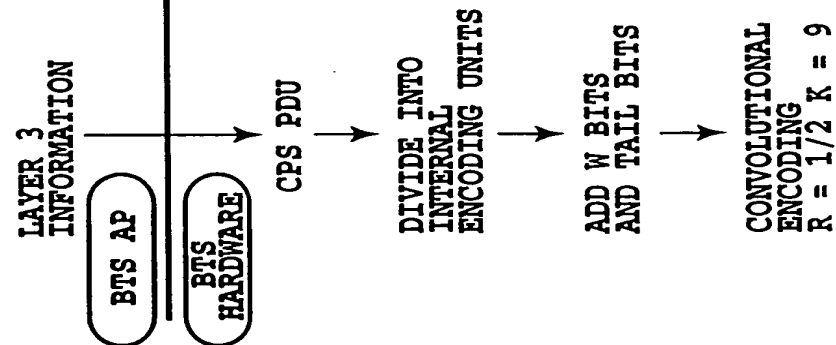 LAYER 3
INFORMATION
BTS AP
BTS
HARDWARE
CPS PDU
DIVIDE INTO
INTERNAL
ENCODING UNITS
ADD W BITS
AND TAIL BITS
CONVOLUTIONAL
ENCODING
R = 1/2 K = 9